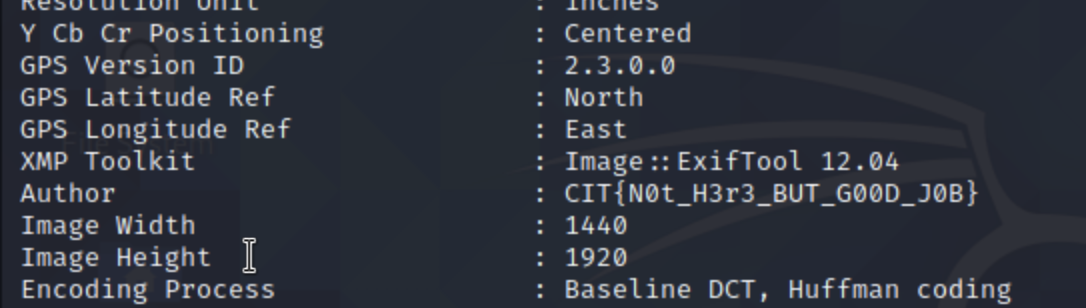 Resolution Unit : Inches
Y Cb Cr Positioning : Centered
GPS Version ID : 2.3.0.0
GPS Latitude Ref : North
GPS Longitude Ref : East
XMP Toolkit : Image::ExifTool 12.04
Author : CIT{N0t_H3r3_BUT_G00D_J0B}
Image Width : 1440
Image Height : 1920
Encoding Process : Baseline DCT, Huffman coding